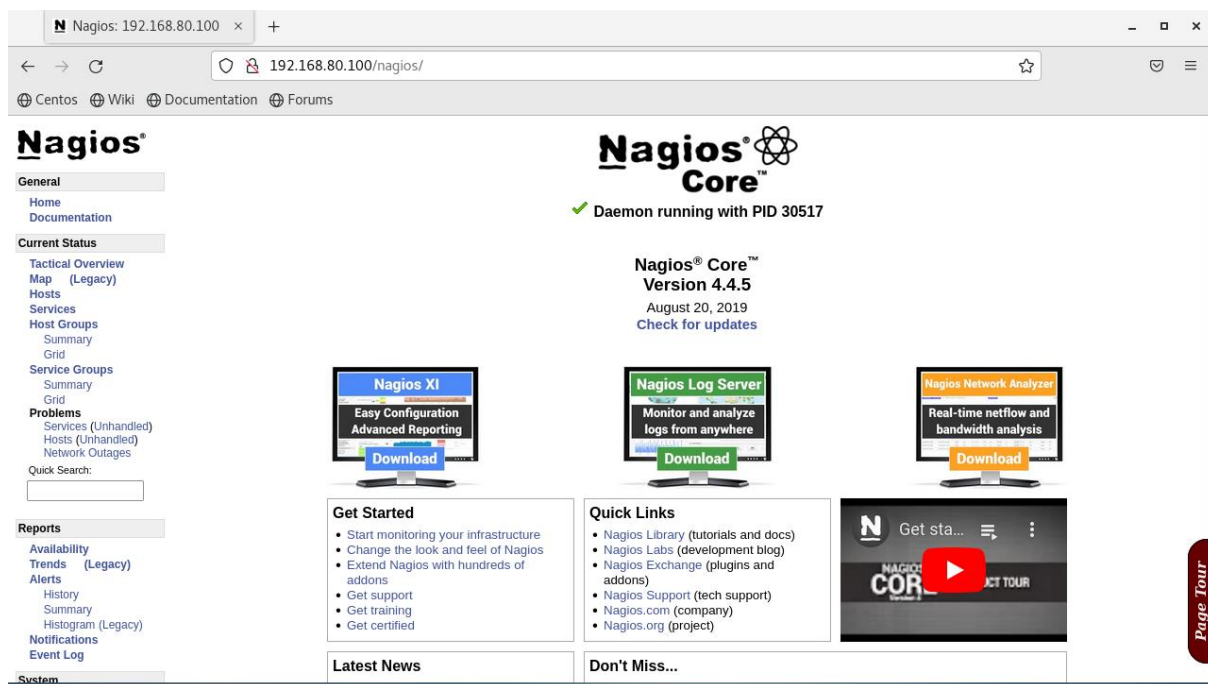 Nagios: 192.168.80.100
192.168.80.100/nagios/
Centos Wiki Documentation Forums
Nagios®
General
Home
Documentation
Current Status
Tactical Overview
Map (Legacy)
Hosts
Services
Host Groups
Summary
Grid
Service Groups
Summary
Grid
Problems
Services (Unhandled)
Hosts (Unhandled)
Network Outages
Quick Search:
Reports
Availability
Trends (Legacy)
Alerts
History
Summary
Histogram (Legacy)
Notifications
Event Log
System
Nagios®
Core™
Daemon running with PID 30517
Nagios® Core™
Version 4.4.5
August 20, 2019
Check for updates
Nagios XI
Easy Configuration
Advanced Reporting
Download
Nagios Log Server
Monitor and analyze
logs from anywhere
Download
Nagios Network Analyzer
Real-time netflow and
bandwidth analysis
Download
Get Started
Start monitoring your infrastructure
Change the look and feel of Nagios
Extend Nagios with hundreds of
addons
Get support
Get training
Get certified
Quick Links
Nagios Library (tutorials and docs)
Nagios Labs (development blog)
Nagios Exchange (plugins and
addons)
Nagios Support (tech support)
Nagios.com (company)
Nagios.org (project)
N Get sta...
CORE
TOUR
Page Tour
Latest News
Don't Miss...